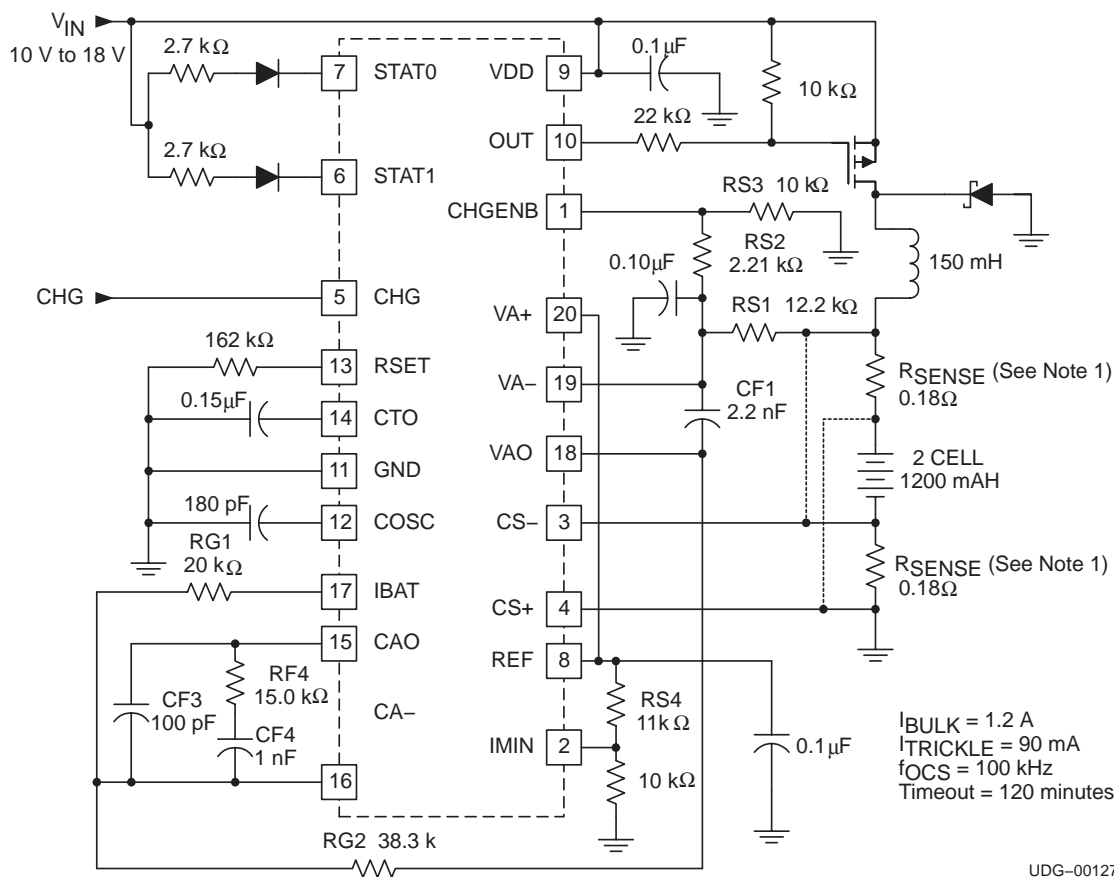 VIN
10 V to 18 V
2.7 kΩ
2.7 kΩ
7 STAT0
6 STAT1
CHG
5 CHG
162 kΩ
13 RSET
0.15μF
14 CTO
11 GND
180 pF
12 COSC
RG1
20 kΩ
17 IBAT
15 CAO
RF4
15.0 kΩ
CF3
100 pF
CF4
1 nF
CA–
16
RG2 38.3 k
VDD 9
0.1μF
10 kΩ
OUT 10
22 kΩ
CHGENB 1
RS3 10 kΩ
RS2
2.21 kΩ
0.10μF
150 mH
VA+ 20
RS1 12.2 kΩ
VA– 19
CF1
2.2 nF
VAO 18
RSENSE (See Note 1)
0.18Ω
2 CELL
1200 mAH
CS– 3
RSENSE (See Note 1)
0.18Ω
CS+ 4
REF 8
RS4
11k Ω
IMIN 2
10 kΩ
0.1μF
IBULK = 1.2 A
ITRICKLE = 90 mA
fOCS = 100 kHz
Timeout = 120 minutes
UDG–00127